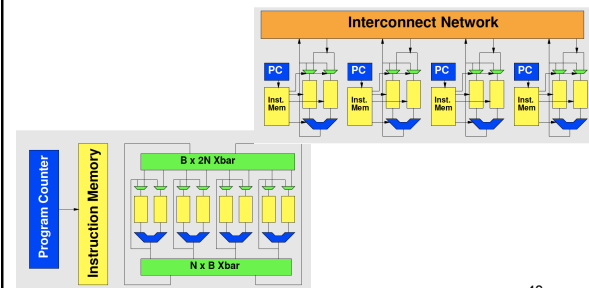 Interconnect Network
PC
PC
PC
PC
Inst.
Mem
Inst.
Mem
Inst.
Mem
Inst.
Mem
Program Counter
Instruction Memory
B x 2N Xbar
N x B Xbar